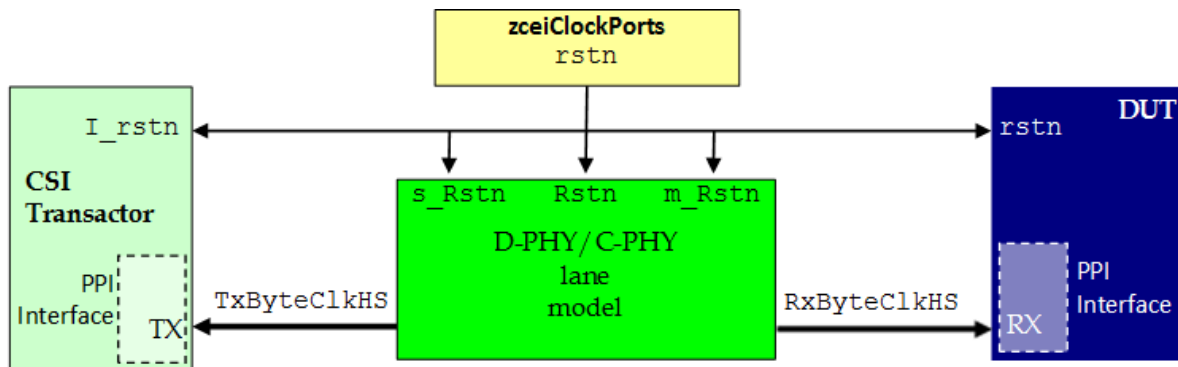 zceiClockPorts
rstn
I_rstn
rstn
DUT
CSI
Transactor
s_Rstn
Rstn
m_Rstn
D-PHY/C-PHY
lane
model
PPI
Interface
TX
TxByteClkHS
RxByteClkHS
RX
PPI
Interface